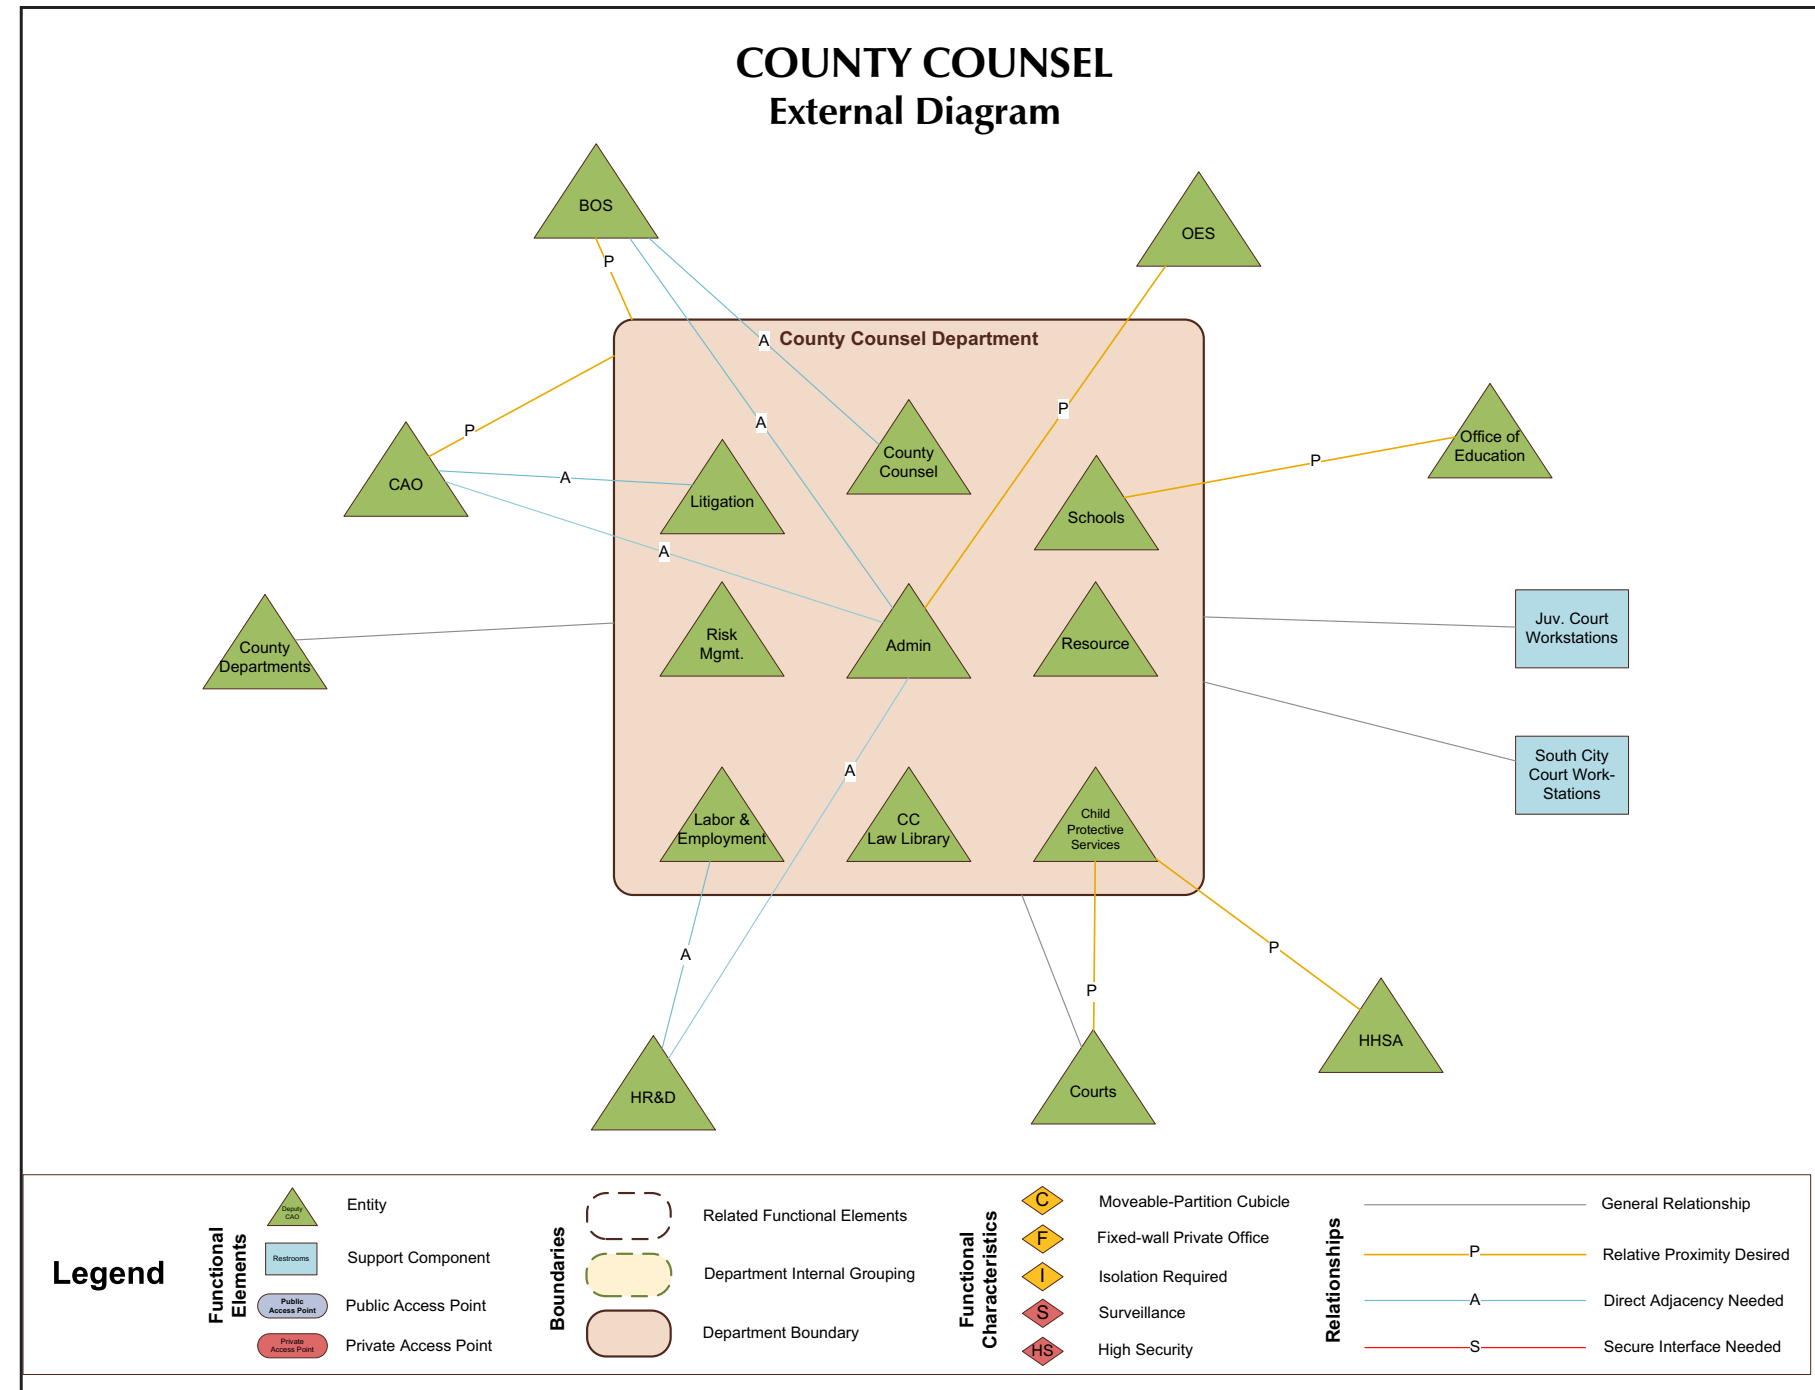 COUNTY COUNSEL
External Diagram
BOS
OES
P
County Counsel Department
A
A
P
P
CAO
A
Litigation
County
Counsel
Office of
Education
P
Schools
A
County
Departments
Risk
Mgmt.
Admin
Resource
Juv. Court
Workstations
South City
Court Work-
Stations
A
Labor &
Employment
CC
Law Library
Child
Protective
Services
A
P
P
HR&D
Courts
HHSA
Legend
Functional
Elements
Deputy
CAO
Entity
Restrooms
Support Component
Public
Access Point
Public Access Point
Private
Access Point
Private Access Point
Boundaries
Related Functional Elements
Department Internal Grouping
Department Boundary
Functional
Characteristics
C
Moveable-Partition Cubicle
F
Fixed-wall Private Office
I
Isolation Required
S
Surveillance
HS
High Security
Relationships
General Relationship
P
Relative Proximity Desired
A
Direct Adjacency Needed
S
Secure Interface Needed